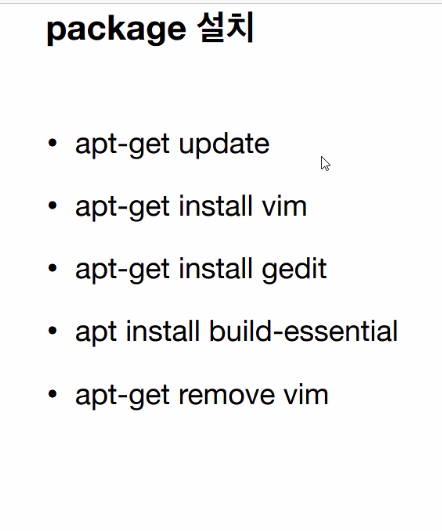 package 설치
• apt-get update
• apt-get install vim
• apt-get install gedit
• apt install build-essential
• apt-get remove vim